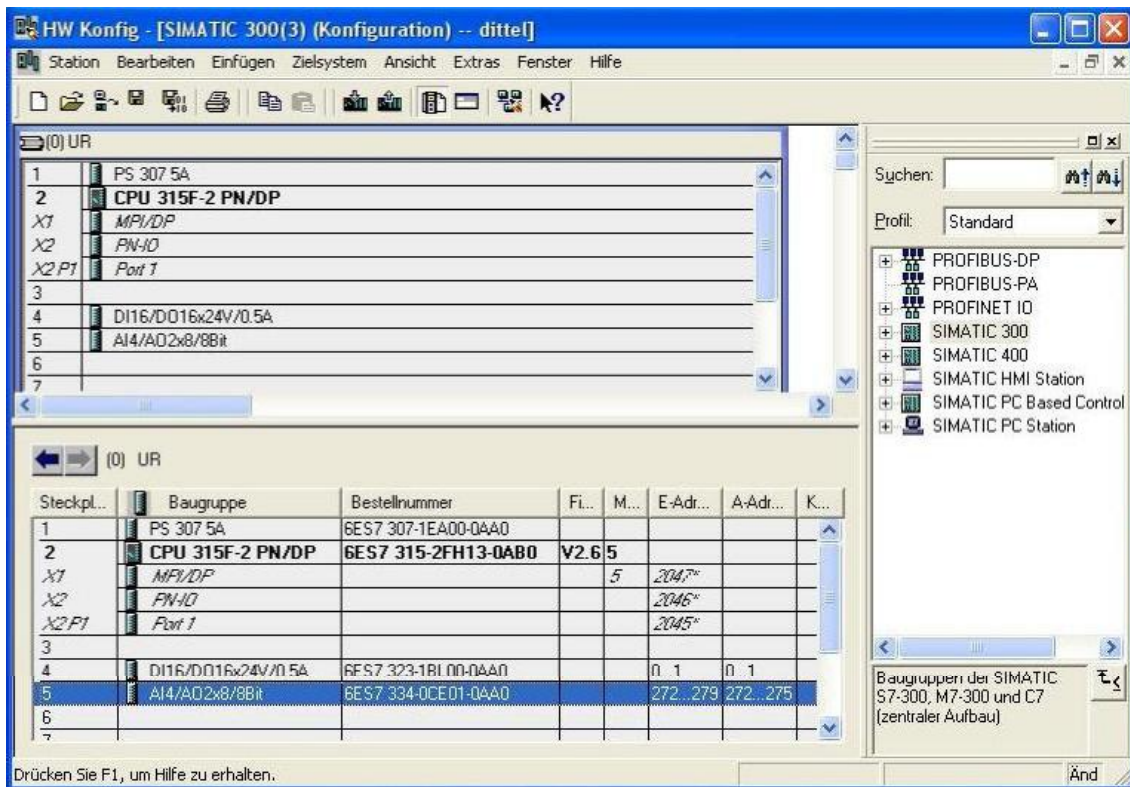 HW Konfig - [SIMATIC 300(3) (Konfiguration) -- dittel]
Station Bearbeiten Einfügen Zielsystem Ansicht Extras Fenster Hilfe
(0) UR
1 PS 307 5A
2 CPU 315F-2 PN/DP
X1 MPI/DP
X2 PN-IO
X2 P1 Port 1
3
4 DI16/DO16x24V/0.5A
5 AI4/AO2x8/8Bit
6
7
(0) UR
Steckpl... Baugruppe Bestellnummer Fi... M... E-Adr... A-Adr... K...
1 PS 307 5A 6ES7 307-1EA00-0AA0
2 CPU 315F-2 PN/DP 6ES7 315-2FH13-0AB0 V2.6 5
X1 MPI/DP 5 2047*
X2 PN-IO 2046*
X2 P1 Port 1 2045*
3
4 DI16/DO16x24V/0.5A 6ES7 323-1BL00-0AA0 0...1 0...1
5 AI4/AO2x8/8Bit 6ES7 334-0CE01-0AA0 272...279 272...275
6
7
Suchen:
Profil: Standard
PROFIBUS-DP
PROFIBUS-PA
PROFINET IO
SIMATIC 300
SIMATIC 400
SIMATIC HMI Station
SIMATIC PC Based Control
SIMATIC PC Station
Baugruppen der SIMATIC
S7-300, M7-300 und C7
(zentraler Aufbau)
Drücken Sie F1, um Hilfe zu erhalten.
Änd